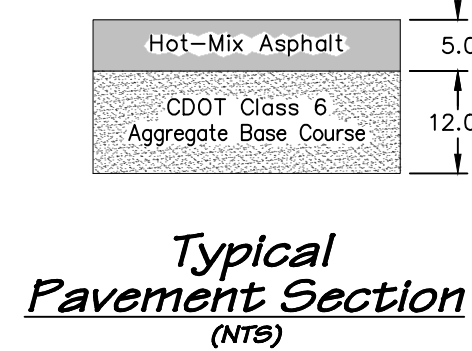 Hot-Mix Asphalt
5.0
CDOT Class 6
Aggregate Base Course
12.0
Typical
Pavement Section
(NTS)